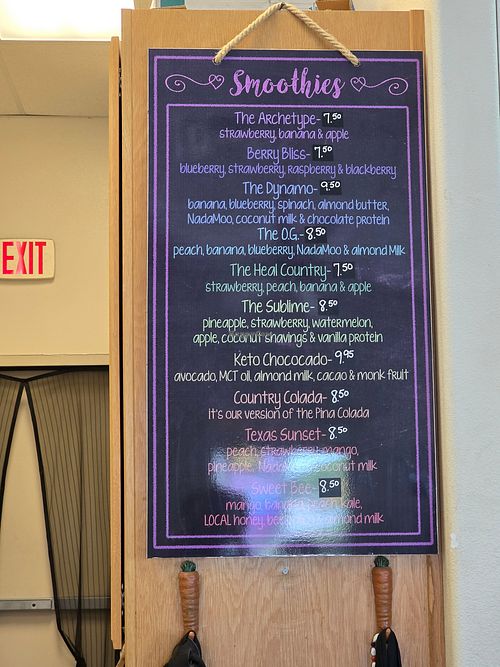 Smoothies
The Archetype- 7.50
strawberry, banana & apple
Berry Bliss- 7.50
blueberry, strawberry, raspberry & blackberry
The Dynamo- 9.50
banana, blueberry, spinach, almond butter,
NadaMoo, coconut milk & chocolate protein
The O.G.- 8.50
peach, banana, blueberry, NadaMoo & almond Milk
EXIT
The Heal Country- 7.50
strawberry, peach, banana & apple
The Sublime- 8.50
pineapple, strawberry, watermelon,
apple, coconut shavings & vanilla protein
Keto Chococado- 9.95
avocado, MCT oil, almond milk, cacao & monk fruit
Country Colada- 8.50
it's our version of the Pina Colada
Texas Sunset- 8.50
peach, strawberry, mango,
pineapple, NadaMoo, coconut milk
Sweet Bee- 8.50
mango, banana, peach, kale,
LOCAL honey, & almond milk